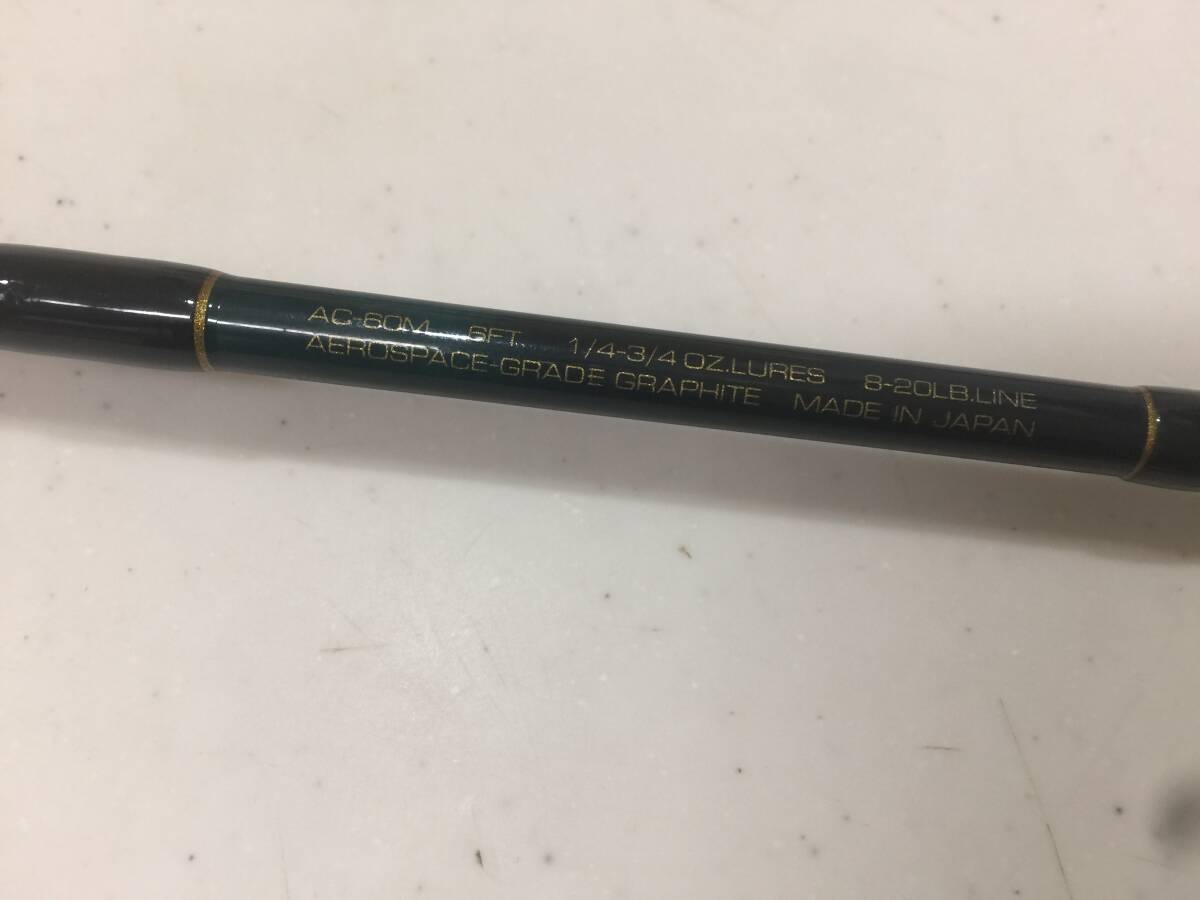 AC-60M 6FT 1/4-3/4 OZ.LURES 8-20LB.LINE
AEROSPACE-GRADE GRAPHITE MADE IN JAPAN